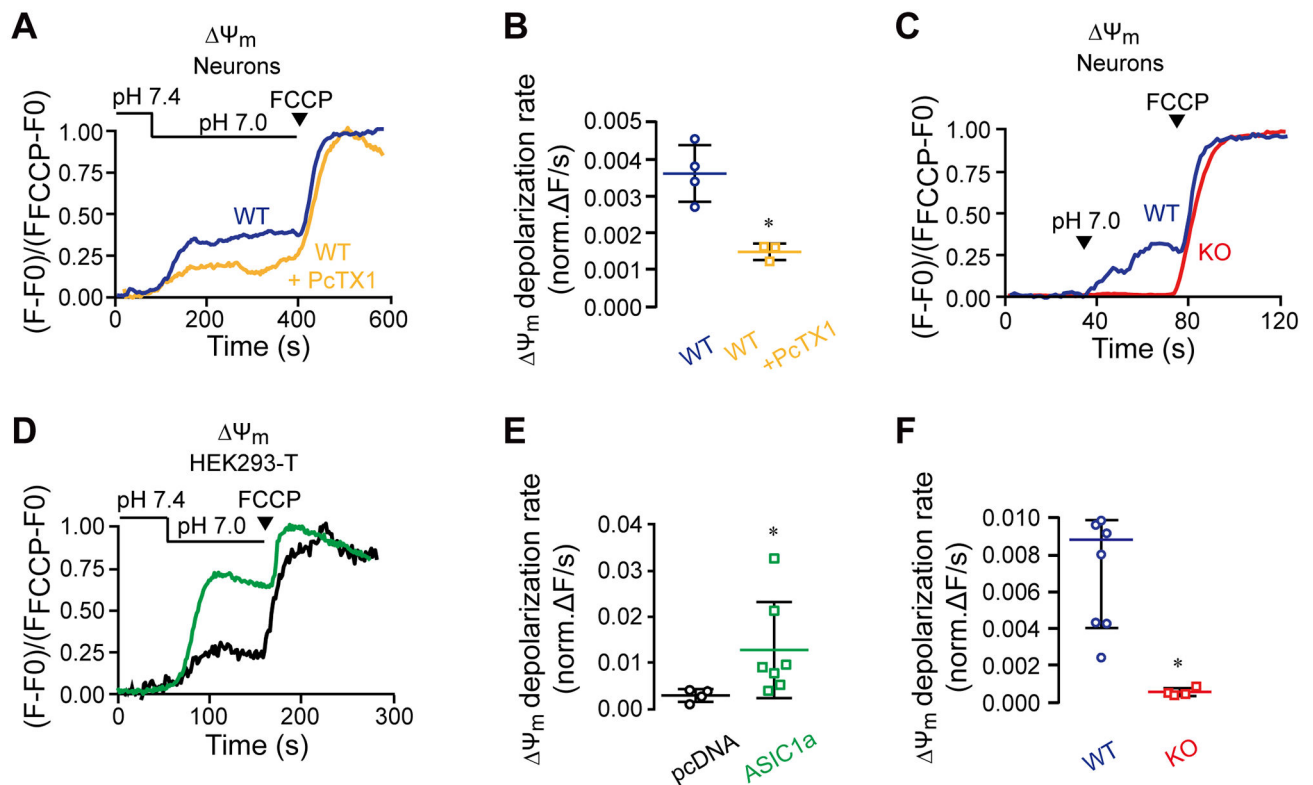 A
ΔΨm
Neurons
pH 7.4
pH 7.0
FCCP
(F-F0)/(FFCCP-F0)
1.00
0.75
0.50
0.25
0.00
WT
WT
+ PcTX1
0 200 400 600
Time (s)
B
ΔΨm depolarization rate
(norm.ΔF/s)
0.005
0.004
0.003
0.002
0.001
0.000
*
WT
WT
+PcTX1
C
ΔΨm
Neurons
FCCP
(F-F0)/(FFCCP-F0)
1.00
0.75
0.50
0.25
0.00
pH 7.0
WT
KO
0 40 80 120
Time (s)
D
ΔΨm
HEK293-T
pH 7.4
pH 7.0
FCCP
(F-F0)/(FFCCP-F0)
1.00
0.75
0.50
0.25
0.00
0 100 200 300
Time (s)
E
ΔΨm depolarization rate
(norm.ΔF/s)
0.04
0.03
0.02
0.01
0.00
*
pcDNA
ASIC1a
F
ΔΨm depolarization rate
(norm.ΔF/s)
0.010
0.008
0.006
0.004
0.002
0.000
*
WT
KO